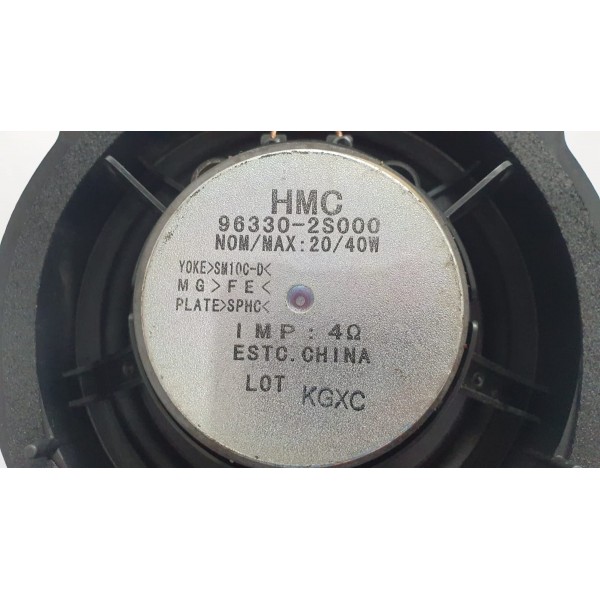 HMC
96330-2S000
NOM/MAX:20/40W
YOKE>SM10C-D<
MG>FE<
PLATE>SPHC<
IMP: 4Ω
ESTC.CHINA
LOT KGXC